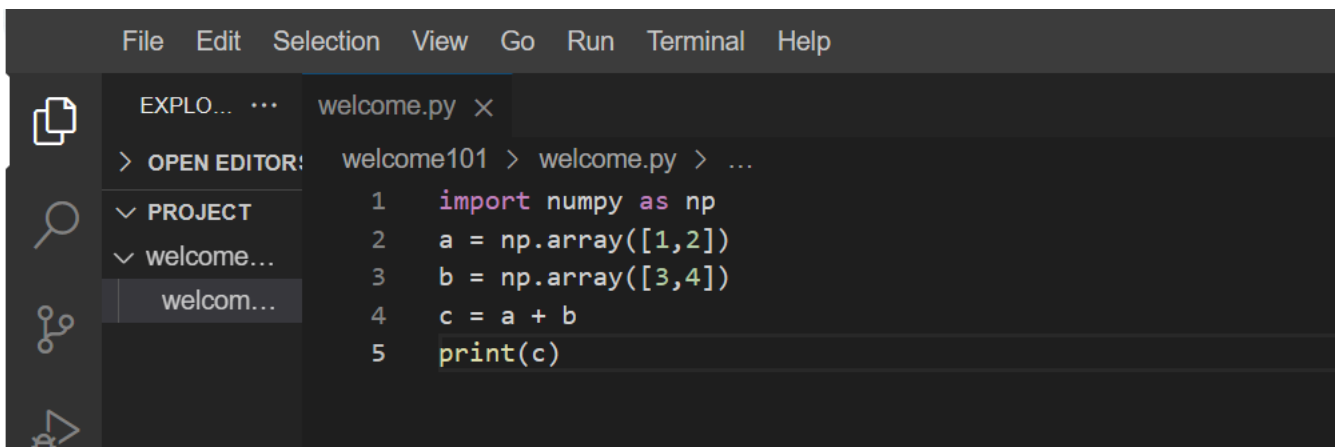 File Edit Selection View Go Run Terminal Help
EXPLO... ··· welcome.py ×
> OPEN EDITORS welcome101 > welcome.py > ...
PROJECT
welcome...
welcom...
1 import numpy as np
2 a = np.array([1,2])
3 b = np.array([3,4])
4 c = a + b
5 print(c)